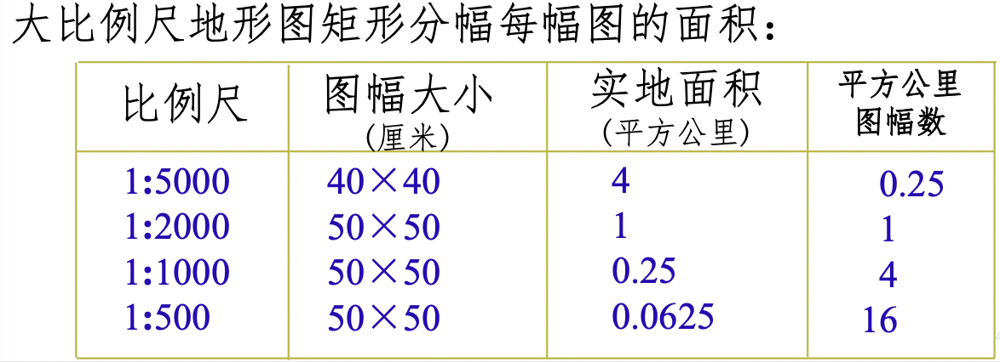 大比例尺地形图矩形分幅每幅图的面积：
比例尺 图幅大小 实地面积 平方公里
(厘米) (平方公里) 图幅数
1:5000 40×40 4 0.25
1:2000 50×50 1 1
1:1000 50×50 0.25 4
1:500 50×50 0.0625 16